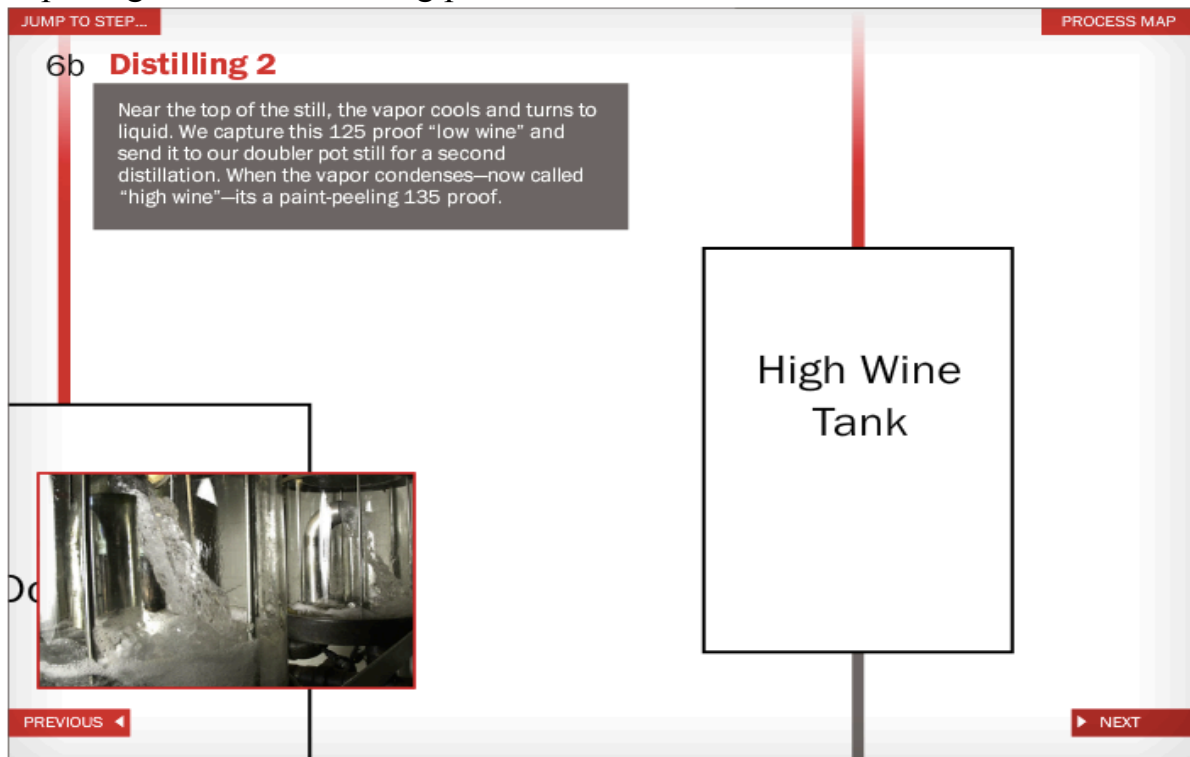 JUMP TO STEP...
PROCESS MAP
6b Distilling 2
Near the top of the still, the vapor cools and turns to
liquid. We capture this 125 proof “low wine” and
send it to our doubler pot still for a second
distillation. When the vapor condenses—now called
“high wine”—its a paint-peeling 135 proof.
High Wine
Tank
PREVIOUS
NEXT